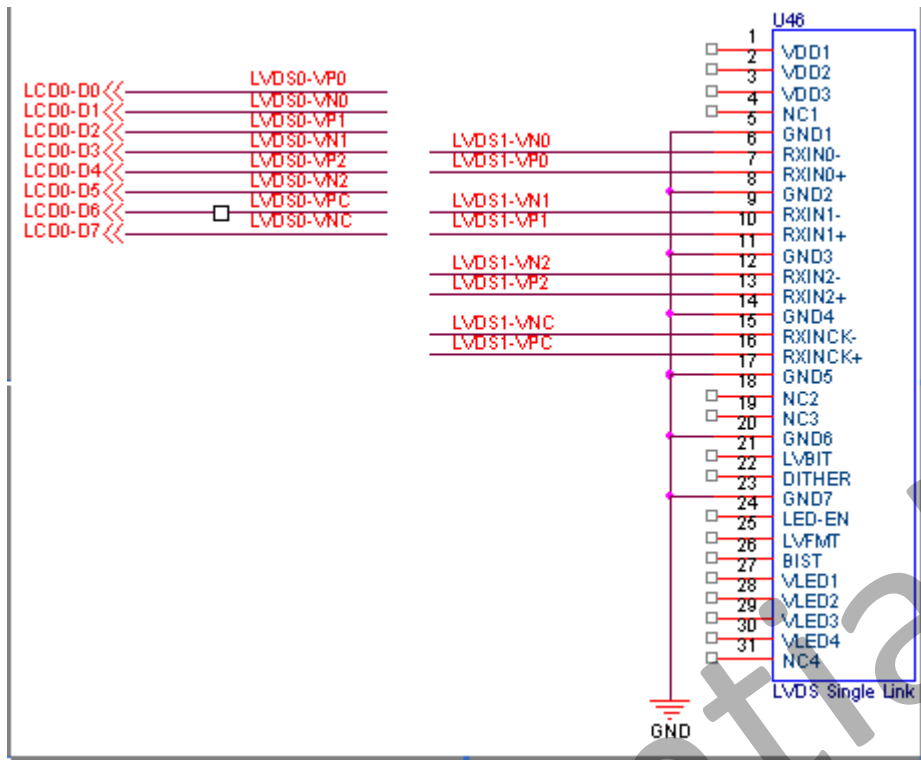 U46
LCD0-D0 LVDS0-VP0
LCD0-D1 LVDS0-VN0
LCD0-D2 LVDS0-VP1
LCD0-D3 LVDS0-VN1
LCD0-D4 LVDS0-VP2
LCD0-D5 LVDS0-VN2
LCD0-D6 LVDS0-VPC
LCD0-D7 LVDS0-VNC
LVDS1-VN0
LVDS1-VP0
LVDS1-VN1
LVDS1-VP1
LVDS1-VN2
LVDS1-VP2
LVDS1-VNC
LVDS1-VPC
1 VDD1
2 VDD2
3 VDD3
4 NC1
5 GND1
6 RXIN0-
7 RXIN0+
8 GND2
9 RXIN1-
10 RXIN1+
11 GND3
12 RXIN2-
13 RXIN2+
14 GND4
15 RXINCK-
16 RXINCK+
17 GND5
18 NC2
19 NC3
20 GND6
21 LVBIT
22 DITHER
23 GND7
24 LED-EN
25 LVFMT
26 BIST
27 VLED1
28 VLED2
29 VLED3
30 VLED4
31 NC4
LVDS Single Link
GND